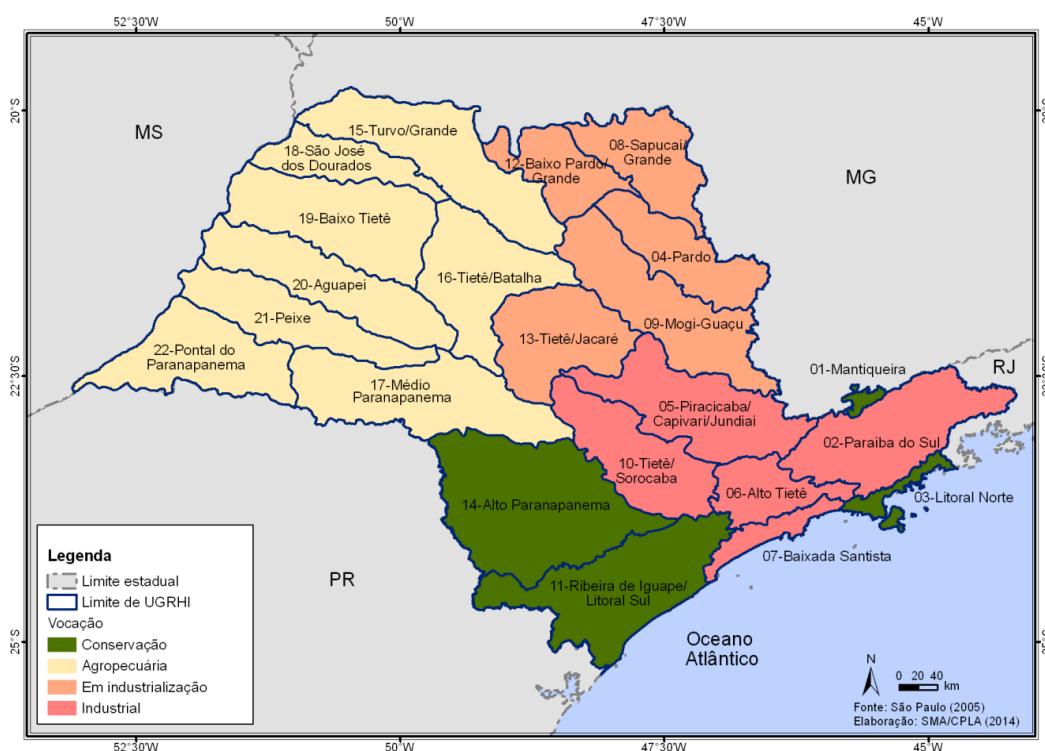 52°30'W
50°W
47°30'W
45°W
20°S
20°S
MS
15-Turvo/Grande
18-São José
dos Dourados
12-Baixo Pardo/
Grande
08-Sapucaí/
Grande
MG
19-Baixo Tietê
16-Tietê/Batalha
04-Pardo
20-Aguapeí
21-Peixe
09-Mogi-Guaçu
13-Tietê/Jacaré
22-Pontal do
Paranapanema
17-Médio
Paranapanema
01-Mantiqueira
RJ
22°30'S
22°30'S
05-Piracicaba/
Capivari/Jundiaí
02-Paraíba do Sul
10-Tietê/
Sorocaba
06-Alto Tietê
03-Litoral Norte
14-Alto Paranapanema
07-Baixada Santista
11-Ribeira de Iguape/
Litoral Sul
PR
Oceano
Atlântico
Legenda
Limite estadual
Limite de UGRHI
Vocação
Conservação
Agropecuária
Em industrialização
Industrial
25°S
25°S
N
0 20 40
km
Fonte: São Paulo (2005)
Elaboração: SMA/CPLA (2014)
52°30'W
50°W
47°30'W
45°W